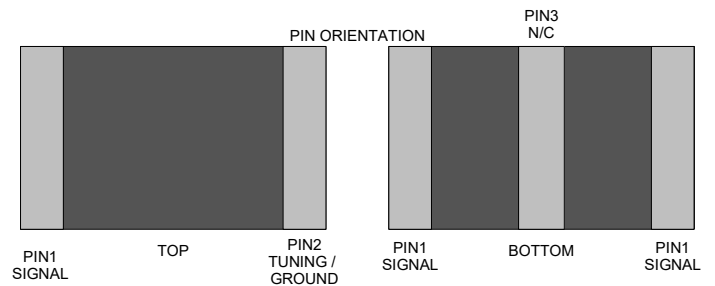 PIN3
N/C
PIN ORIENTATION
PIN1
SIGNAL
TOP
PIN2
TUNING /
GROUND
PIN1
SIGNAL
BOTTOM
PIN1
SIGNAL